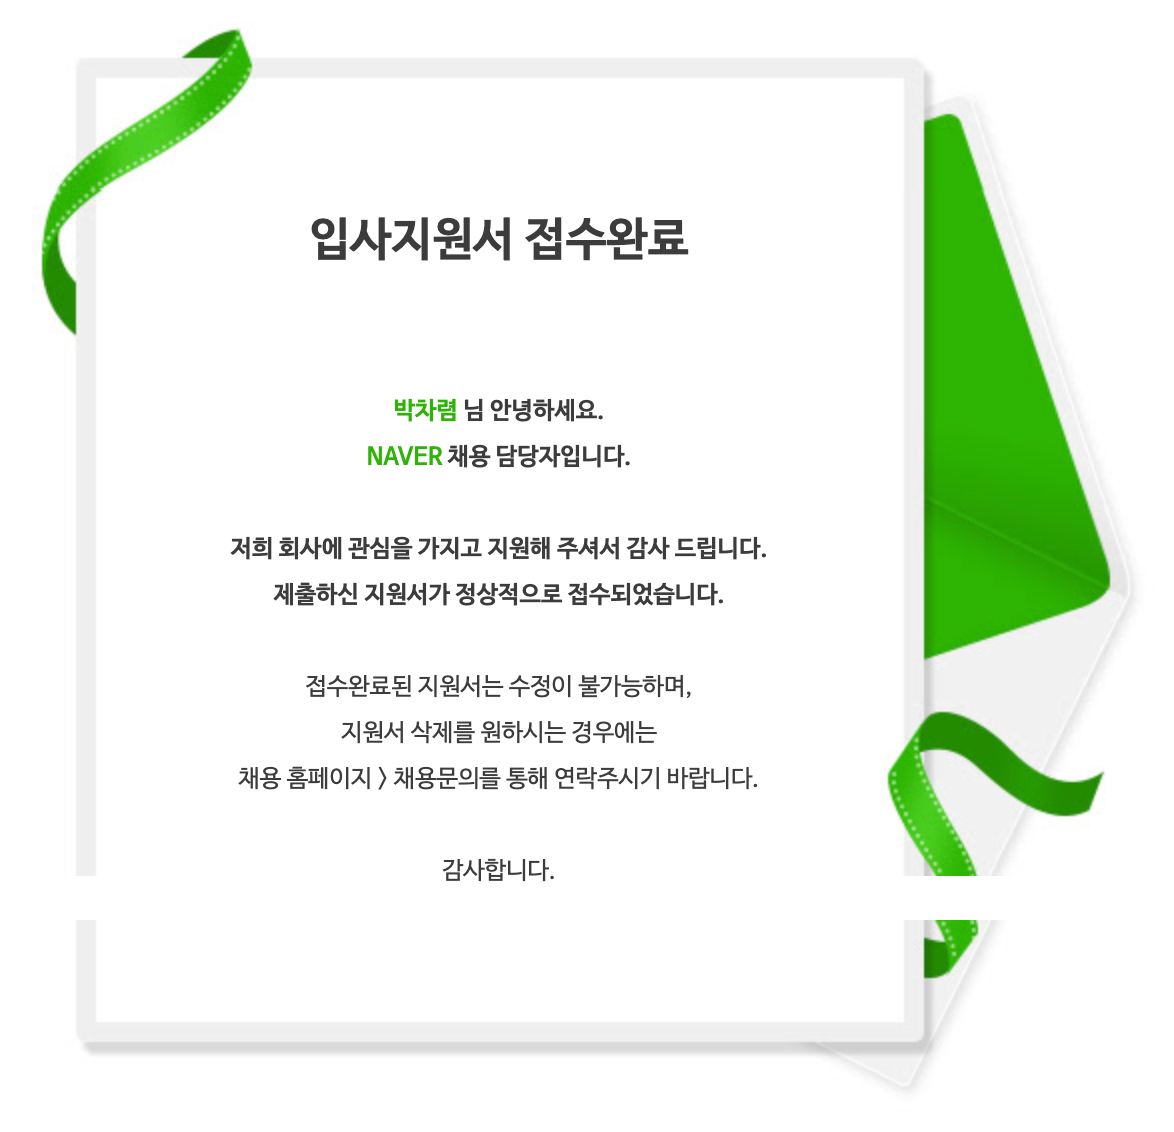 입사지원서 접수완료
박차렴 님 안녕하세요.
NAVER 채용 담당자입니다.
저희 회사에 관심을 가지고 지원해 주셔서 감사 드립니다.
제출하신 지원서가 정상적으로 접수되었습니다.
접수완료된 지원서는 수정이 불가능하며,
지원서 삭제를 원하시는 경우에는
채용 홈페이지 > 채용문의를 통해 연락주시기 바랍니다.
감사합니다.